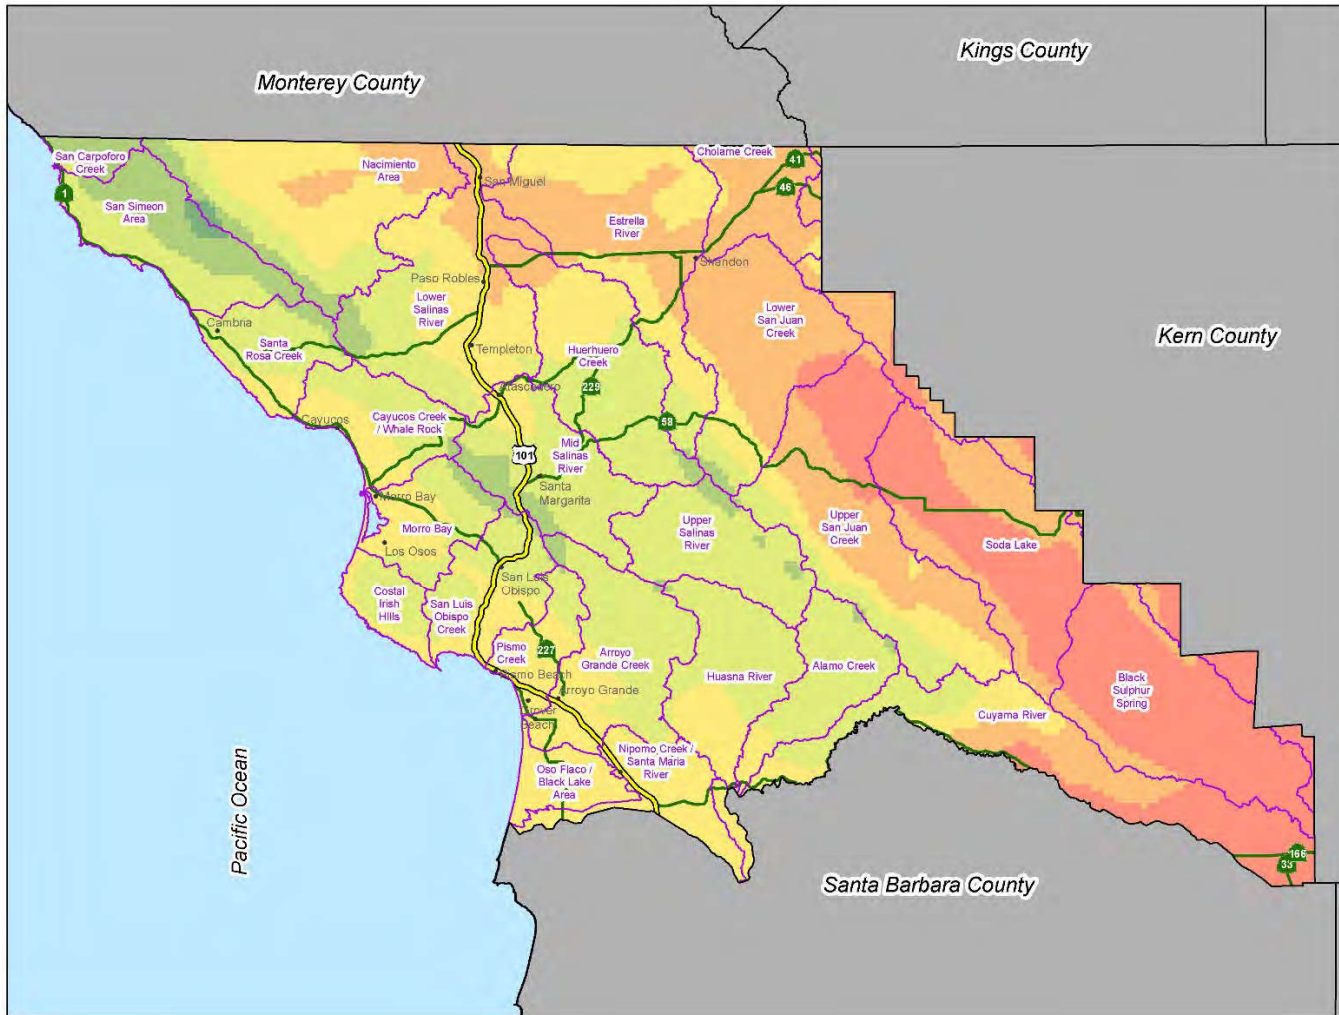 Kings County
Monterey County
San Carpoforo
Creek
Nacimiento
Area
Cholame Creek
41
46
San Miguel
1
San Simeon
Area
Estrella
River
Shandon
Paso Robles
Lower
Salinas
River
Lower
San Juan
Creek
Cambria
Santa
Rosa Creek
Templeton
Huerhuero
Creek
Kern County
Atascadero
229
Cayucos
Cayucos Creek
/ Whale Rock
58
101
Mid
Salinas
River
Santa
Margarita
Morro Bay
Morro Bay
Los Osos
Upper
Salinas
River
Upper
San Juan
Creek
Soda Lake
San Luis
Obispo
Costal
Irish
Hills
San Luis
Obispo
Creek
Pismo
Creek
227
Arroyo
Grande Creek
Huasna River
Alamo Creek
Pismo Beach
Arroyo Grande
Grover
Beach
Black
Sulphur
Spring
Cuyama River
Nipomo Creek /
Santa Maria
River
Oso Flaco /
Black Lake
Area
Pacific Ocean
166
33
Santa Barbara County